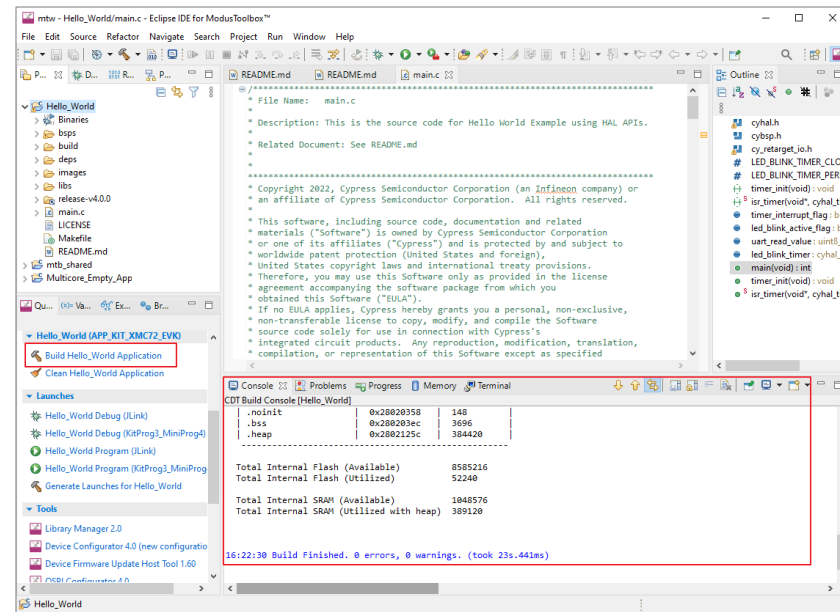 mtw - Hello_World/main.c - Eclipse IDE for ModusToolbox™
File Edit Source Refactor Navigate Search Project Run Window Help
P... D... R... P...
Hello_World
Binaries
bsps
build
deps
images
libs
release-v4.0.0
main.c
LICENSE
Makefile
README.md
mtb_shared
Multicore_Empty_App
README.md README.md main.c
/******************************************************************************
* File Name: main.c
*
* Description: This is the source code for Hello World Example using HAL APIs.
*
* Related Document: See README.md
*
*
*******************************************************************************
* Copyright 2022, Cypress Semiconductor Corporation (an Infineon company) or
* an affiliate of Cypress Semiconductor Corporation. All rights reserved.
*
* This software, including source code, documentation and related
* materials ("Software") is owned by Cypress Semiconductor Corporation
* or one of its affiliates ("Cypress") and is protected by and subject to
* worldwide patent protection (United States and foreign),
* United States copyright laws and international treaty provisions.
* Therefore, you may use this Software only as provided in the license
* agreement accompanying the software package from which you
* obtained this Software ("EULA").
* If no EULA applies, Cypress hereby grants you a personal, non-exclusive,
* non-transferable license to copy, modify, and compile the Software
* source code solely for use in connection with Cypress's
* integrated circuit products. Any reproduction, modification, translation,
* compilation, or representation of this Software except as specified
Outline
cyhal.h
cybsp.h
cy_retarget_io.h
LED_BLINK_TIMER_CLO
LED_BLINK_TIMER_PER
timer_init(void) : void
isr_timer(void*, cyhal_t
timer_interrupt_flag : b
led_blink_active_flag : b
uart_read_value : uint8_
led_blink_timer : cyhal_
main(void) : int
timer_init(void) : void
isr_timer(void*, cyhal_t
Qu... (x)= Va... Ex... Br...
Hello_World (APP_KIT_XMC72_EVK)
Build Hello_World Application
Clean Hello_World Application
Launches
Hello_World Debug (JLink)
Hello_World Debug (KitProg3_MiniProg4)
Hello_World Program (JLink)
Hello_World Program (KitProg3_MiniProg
Generate Launches for Hello_World
Tools
Library Manager 2.0
Device Configurator 4.0 (new configuratio
Device Firmware Update Host Tool 1.60
QSPI Configurator 4.0
Console Problems Progress Memory Terminal
CDT Build Console [Hello_World]
| .noinit | 0x28020358 | 148 |
| .bss | 0x280203ec | 3696 |
| .heap | 0x2802125c | 384420 |
---------------------------------------------------
Total Internal Flash (Available) 8585216
Total Internal Flash (Utilized) 52240
Total Internal SRAM (Available) 1048576
Total Internal SRAM (Utilized with heap) 389120
16:22:30 Build Finished. 0 errors, 0 warnings. (took 23s.441ms)
Hello_World